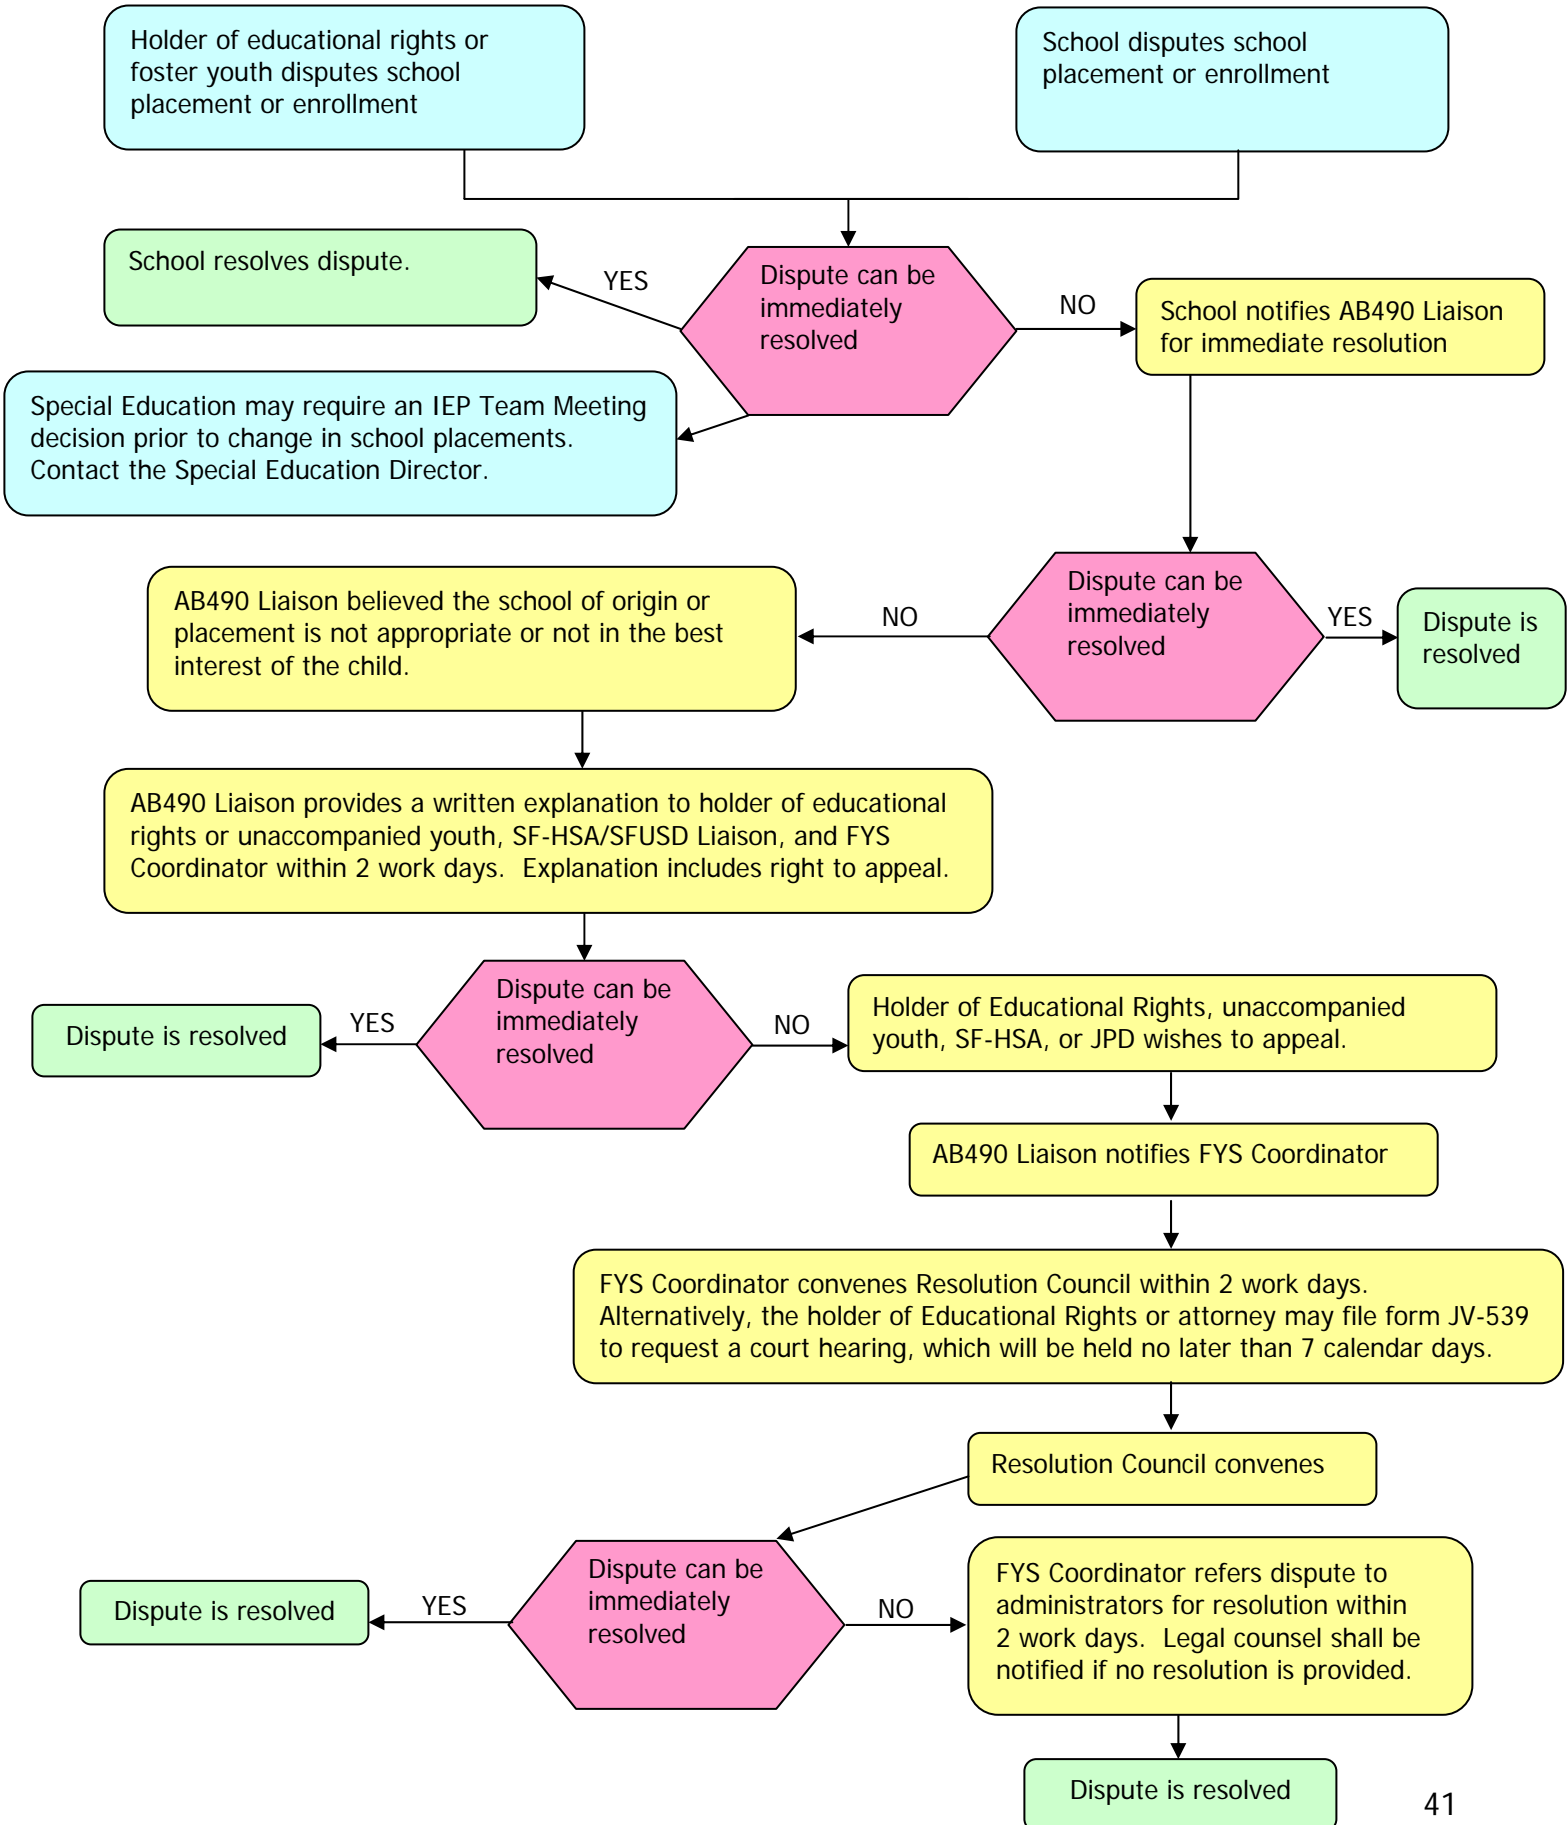 Holder of educational rights or
foster youth disputes school
placement or enrollment
School disputes school
placement or enrollment
School resolves dispute.
YES
Dispute can be
immediately
resolved
NO
School notifies AB490 Liaison
for immediate resolution
Special Education may require an IEP Team Meeting
decision prior to change in school placements.
Contact the Special Education Director.
AB490 Liaison believed the school of origin or
placement is not appropriate or not in the best
interest of the child.
NO
Dispute can be
immediately
resolved
YES
Dispute is
resolved
AB490 Liaison provides a written explanation to holder of educational
rights or unaccompanied youth, SF-HSA/SFUSD Liaison, and FYS
Coordinator within 2 work days.  Explanation includes right to appeal.
Dispute is resolved
YES
Dispute can be
immediately
resolved
NO
Holder of Educational Rights, unaccompanied
youth, SF-HSA, or JPD wishes to appeal.
AB490 Liaison notifies FYS Coordinator
FYS Coordinator convenes Resolution Council within 2 work days.
Alternatively, the holder of Educational Rights or attorney may file form JV-539
to request a court hearing, which will be held no later than 7 calendar days.
Resolution Council convenes
Dispute is resolved
YES
Dispute can be
immediately
resolved
NO
FYS Coordinator refers dispute to
administrators for resolution within
2 work days.  Legal counsel shall be
notified if no resolution is provided.
Dispute is resolved
41